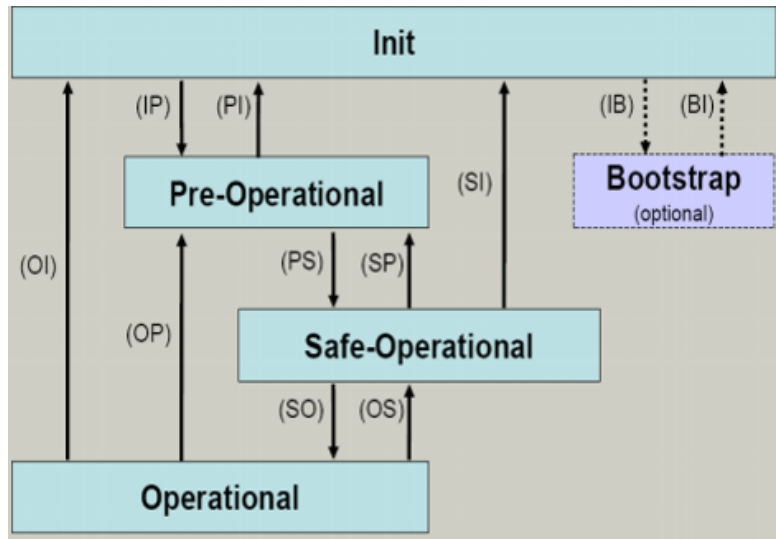 Init
(IP)
(PI)
(IB)
(BI)
Pre-Operational
(SI)
Bootstrap
(optional)
(OI)
(PS)
(SP)
(OP)
Safe-Operational
(SO)
(OS)
Operational